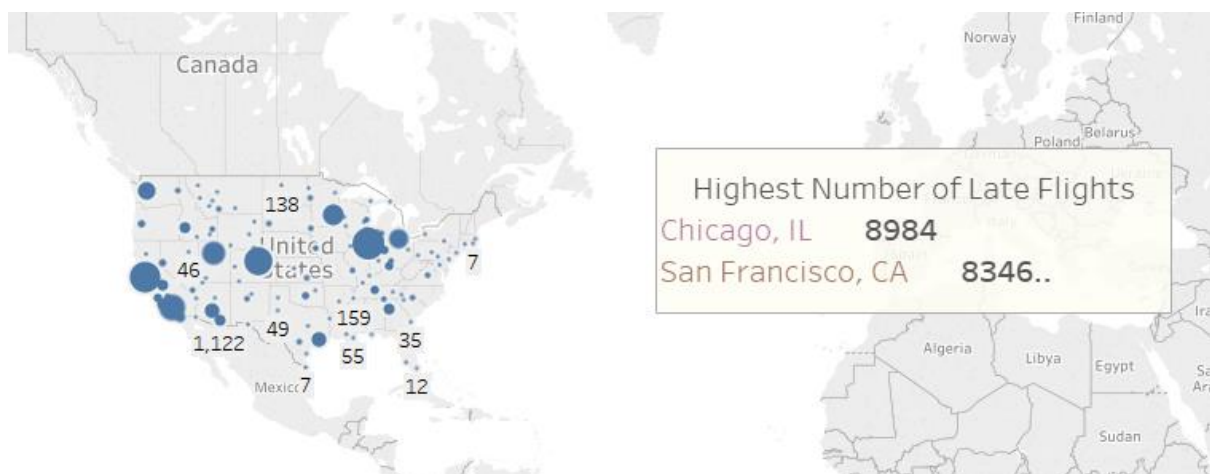 Canada
138
United
States
46
7
159
49
1,122
35
55
7
12
Mexico
Finland
Norway
Poland
Belarus
Highest Number of Late Flights
Chicago, IL 8984
San Francisco, CA 8346..
Algeria
Libya
Egypt
Sudan